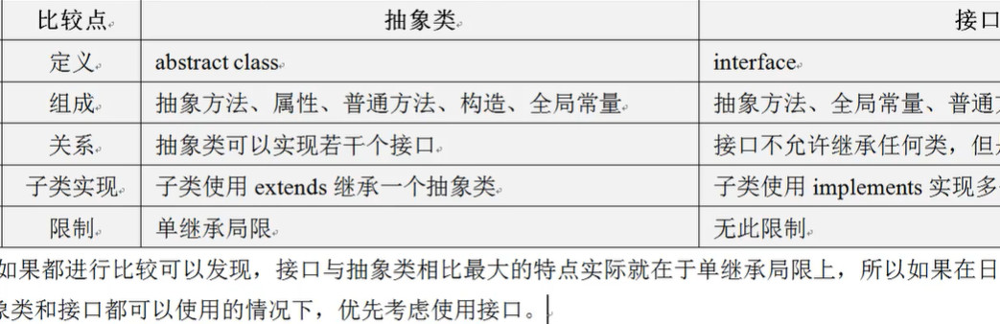 比较点 抽象类 接口
定义 abstract class interface
组成 抽象方法、属性、普通方法、构造、全局常量 抽象方法、全局常量、普通
关系 抽象类可以实现若干个接口 接口不允许继承任何类，但
子类实现 子类使用 extends 继承一个抽象类 子类使用 implements 实现多
限制 单继承局限 无此限制
如果都进行比较可以发现，接口与抽象类相比最大的特点实际就在于单继承局限上，所以如果在日
象类和接口都可以使用的情况下，优先考虑使用接口。